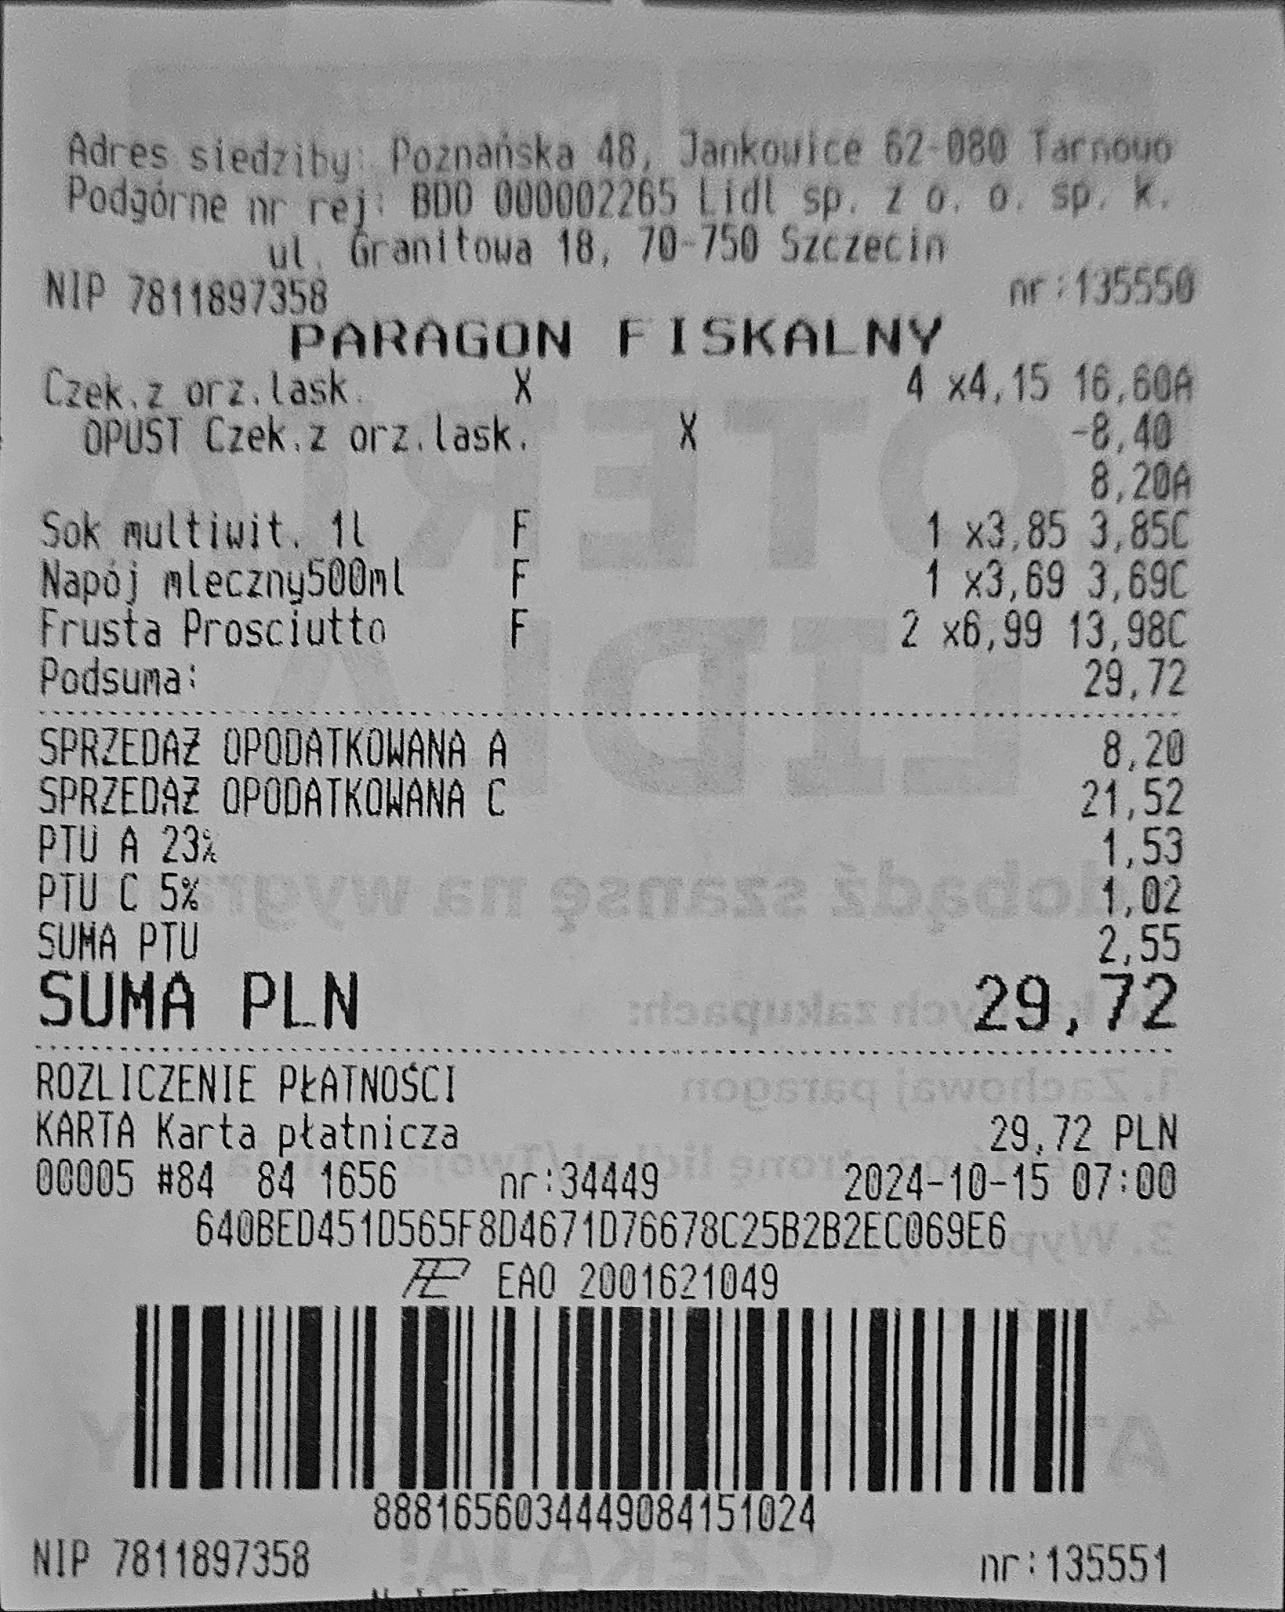 Adres siedziby: Poznańska 48, Jankowice 62-080 Tarnowo
Podgórne nr rej: BDO 000002265 Lidl sp. z o. o. sp. k.
ul. Granitowa 18, 70-750 Szczecin
NIP 7811897358 nr:135550
PARAGON FISKALNY
Czek.z orz.lask. X 4 x4,15 16,60A
OPUST Czek.z orz.lask. X -8,40
8,20A
Sok multiwit. 1l F 1 x3,85 3,85C
Napój mleczny500ml F 1 x3,69 3,69C
Frusta Prosciutto F 2 x6,99 13,98C
Podsuma: 29,72
SPRZEDAŻ OPODATKOWANA A 8,20
SPRZEDAŻ OPODATKOWANA C 21,52
PTU A 23% 1,53
PTU C 5% 1,02
SUMA PTU 2,55
SUMA PLN 29,72
ROZLICZENIE PŁATNOŚCI
KARTA Karta płatnicza 29,72 PLN
00005 #84 84 1656 nr:34449 2024-10-15 07:00
640BED451D565F8D4671D76678C25B2B2EC069E6
EAO 2001621049
8881656034449084151024
NIP 7811897358 nr:135551